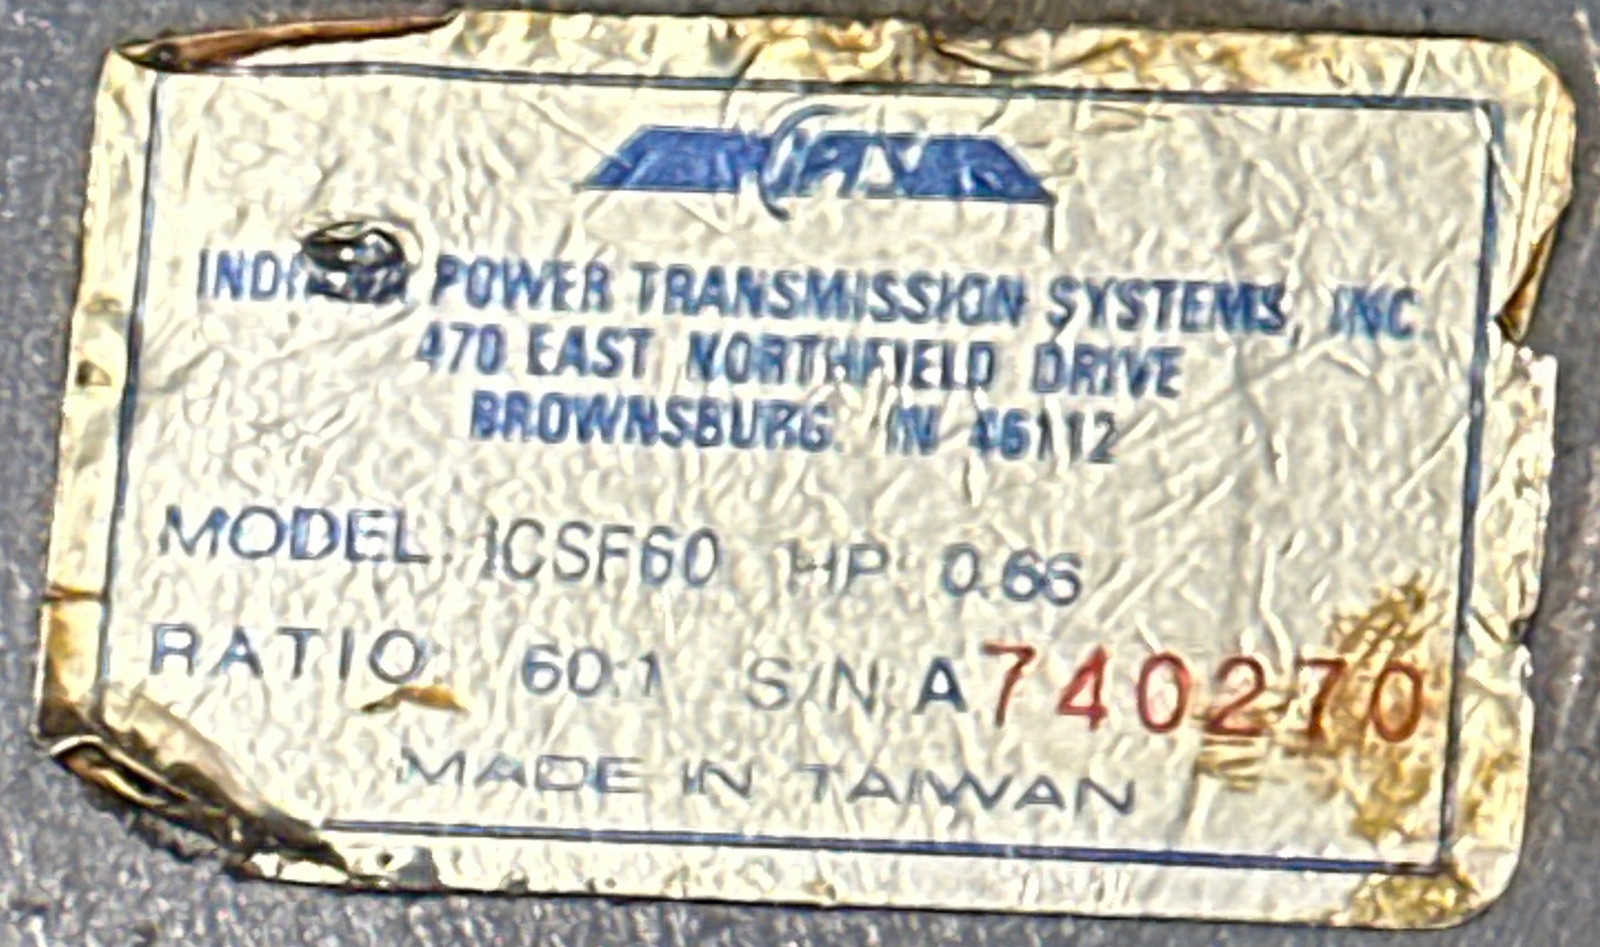 INDIANA POWER TRANSMISSION SYSTEMS, INC.
470 EAST NORTHFIELD DRIVE
BROWNSBURG, IN 46112
MODEL: ICSF60 HP: 0.66
RATIO: 60:1 S/N: A740270
MADE IN TAIWAN